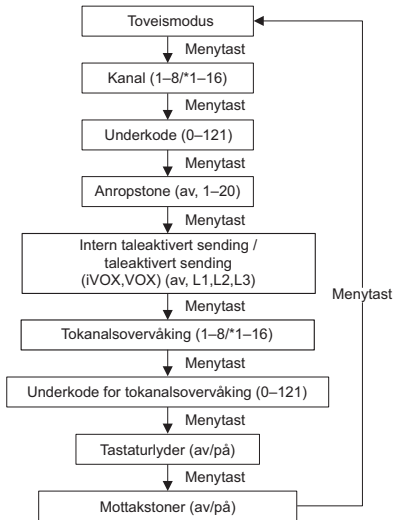 Toveismodus
Menytast
Kanal (1–8/*1–16)
Menytast
Underkode (0–121)
Menytast
Anropstone (av, 1–20)
Menytast
Intern taleaktivert sending /
taleaktivert sending
(iVOX,VOX) (av, L1,L2,L3)
Menytast
Menytast
Tokanalsovervåking (1–8/*1–16)
Menytast
Underkode for tokanalsovervåking (0–121)
Menytast
Tastaturlyder (av/på)
Menytast
Mottakstoner (av/på)